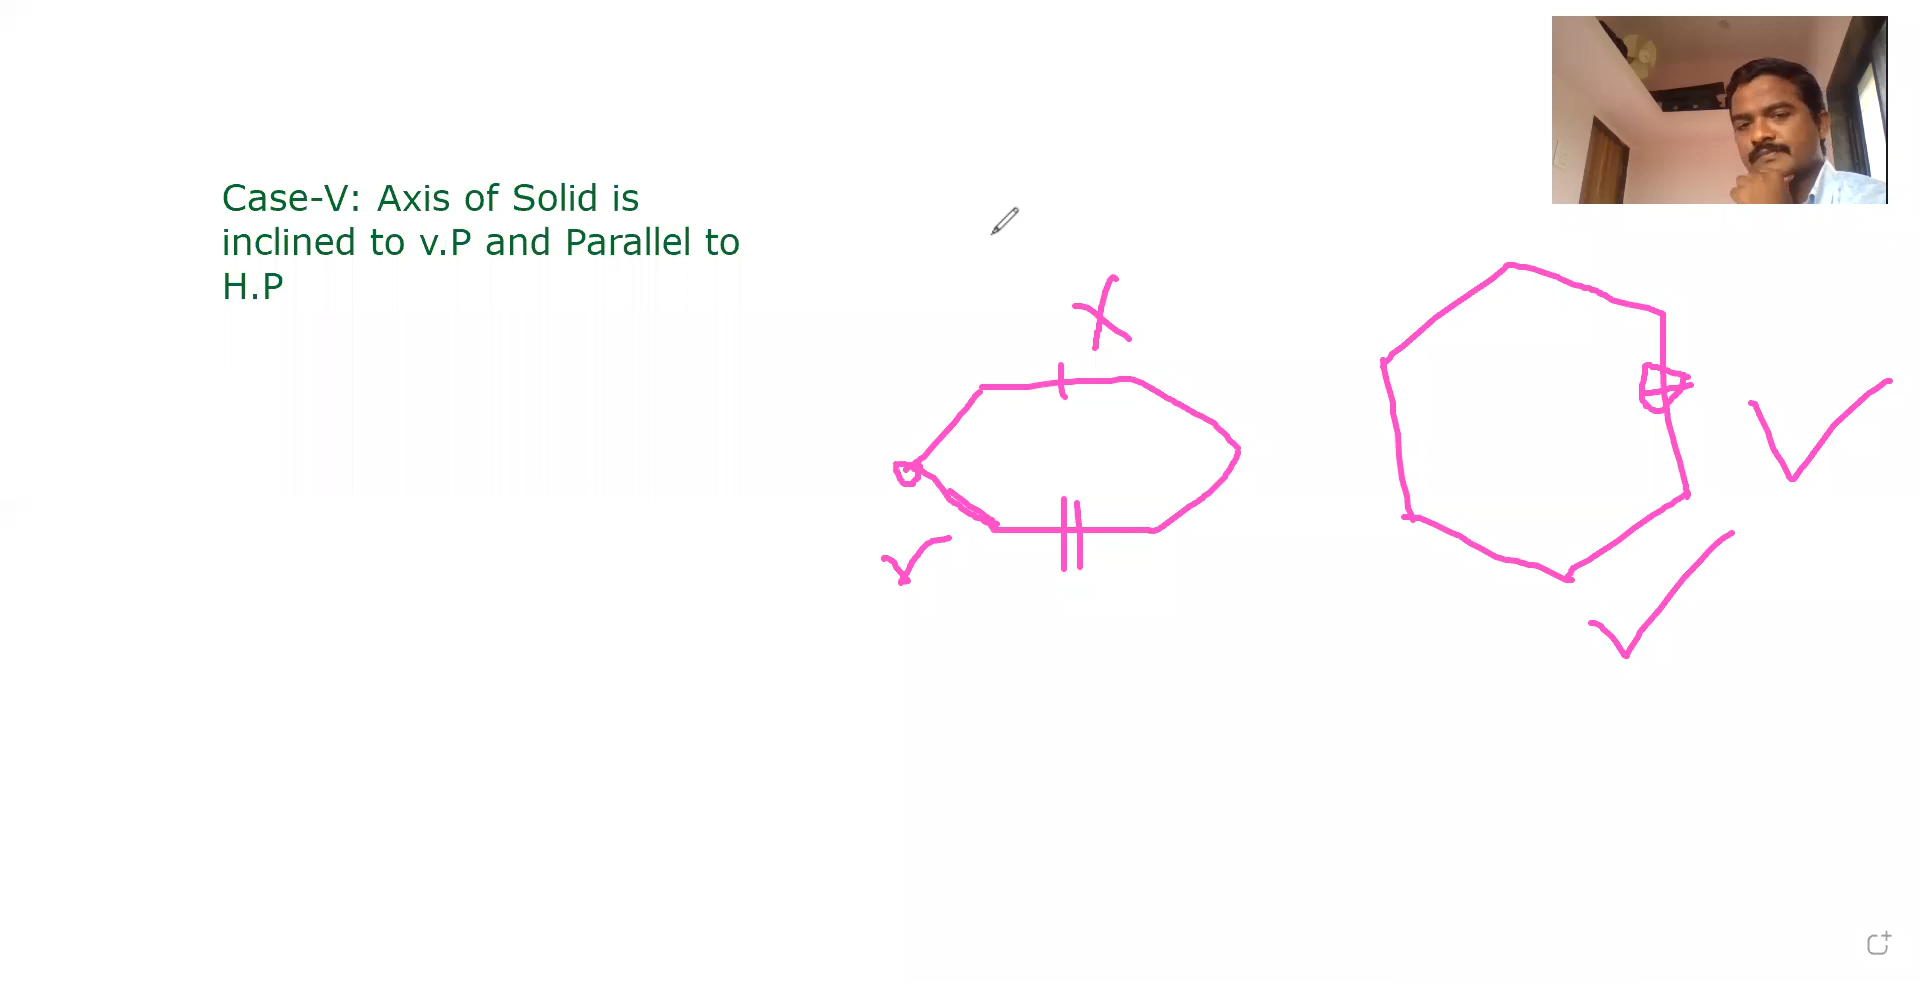 Case-V: Axis of Solid is
inclined to v.P and Parallel to
H.P